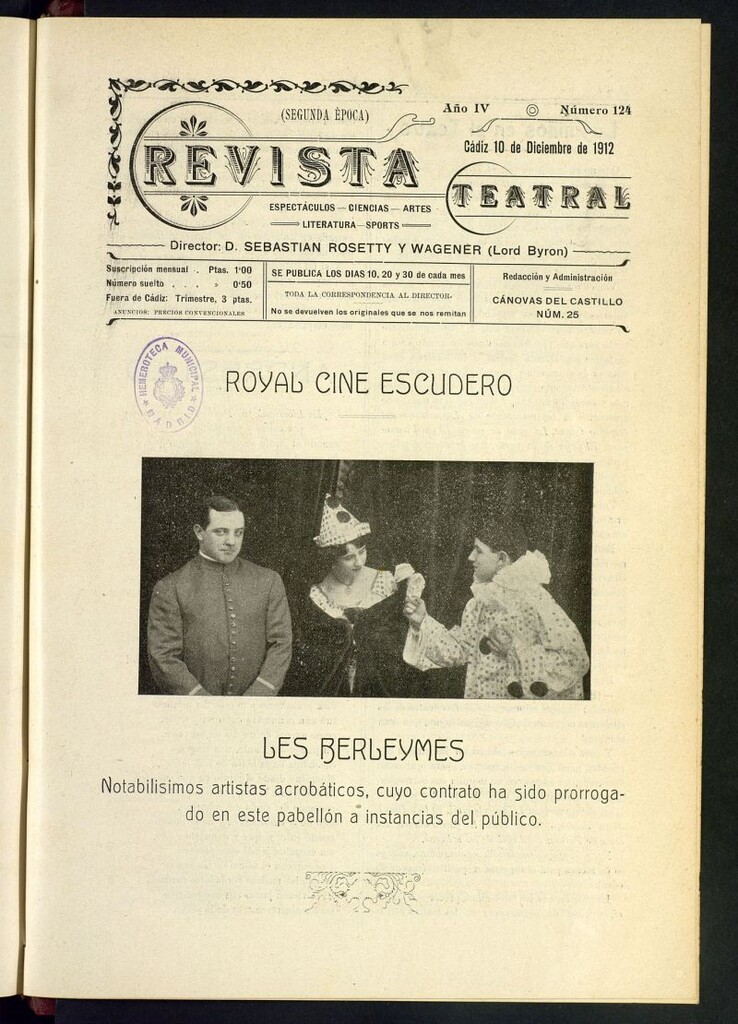 (SEGUNDA ÈPOCA)
Año IV Número 124
Cádiz 10 de Diciembre de 1912
REVISTA
TEATRAL
ESPECTÁCULOS — CIENCIAS — ARTES
LITERATURA — SPORTS
Director: D. SEBASTIAN ROSETTY Y WAGENER (Lord Byron)
Suscripción mensual . Ptas. 1'00
Número suelto . . . » 0'50
Fuera de Cádiz: Trimestre, 3 ptas.
ANUNCIOS: PRECIOS CONVENCIONALES
SE PUBLICA LOS DIAS 10, 20 y 30 de cada mes
TODA LA CORRESPONDENCIA AL DIRECTOR.
No se devuelven los originales que se nos remitan
Redacción y Administración
CÁNOVAS DEL CASTILLO
NÚM. 25
HEMEROTECA MUNICIPAL
MADRID
ROYAL CINE ESCUDERO
LES BERLEYMES
Notabilisimos artistas acrobáticos, cuyo contrato ha sido prorroga-
do en este pabellón a instancias del público.